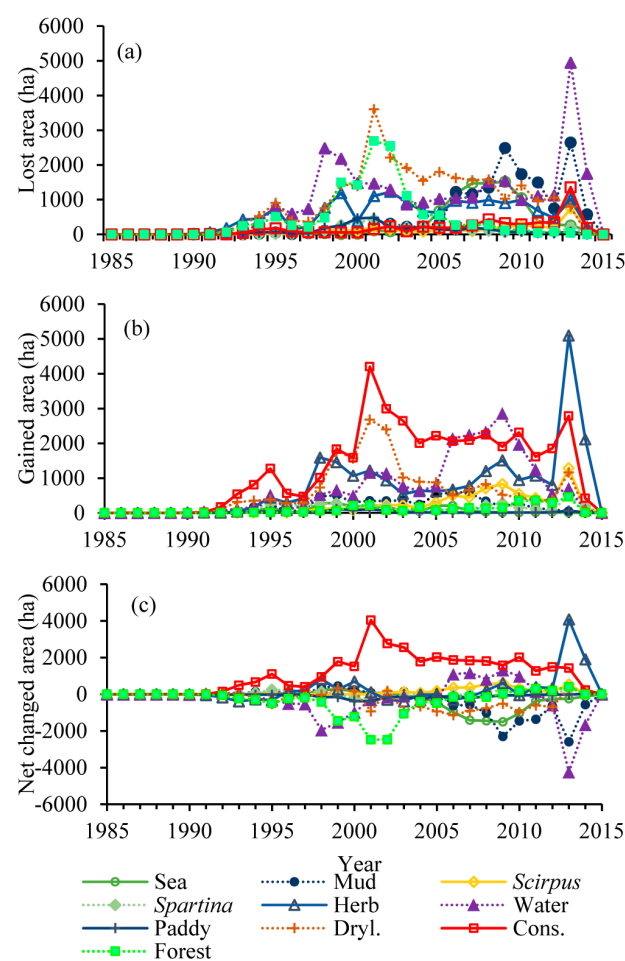 6000
5000
4000
3000
2000
1000
0
Lost area (ha)
(a)
1985 1990 1995 2000 2005 2010 2015
6000
5000
4000
3000
2000
1000
0
Gained area (ha)
(b)
1985 1990 1995 2000 2005 2010 2015
6000
4000
2000
0
-2000
-4000
-6000
Net changed area (ha)
(c)
1985 1990 1995 2000 2005 2010 2015
Year
Sea Mud Scirpus
Spartina Herb Water
Paddy Dryl. Cons.
Forest